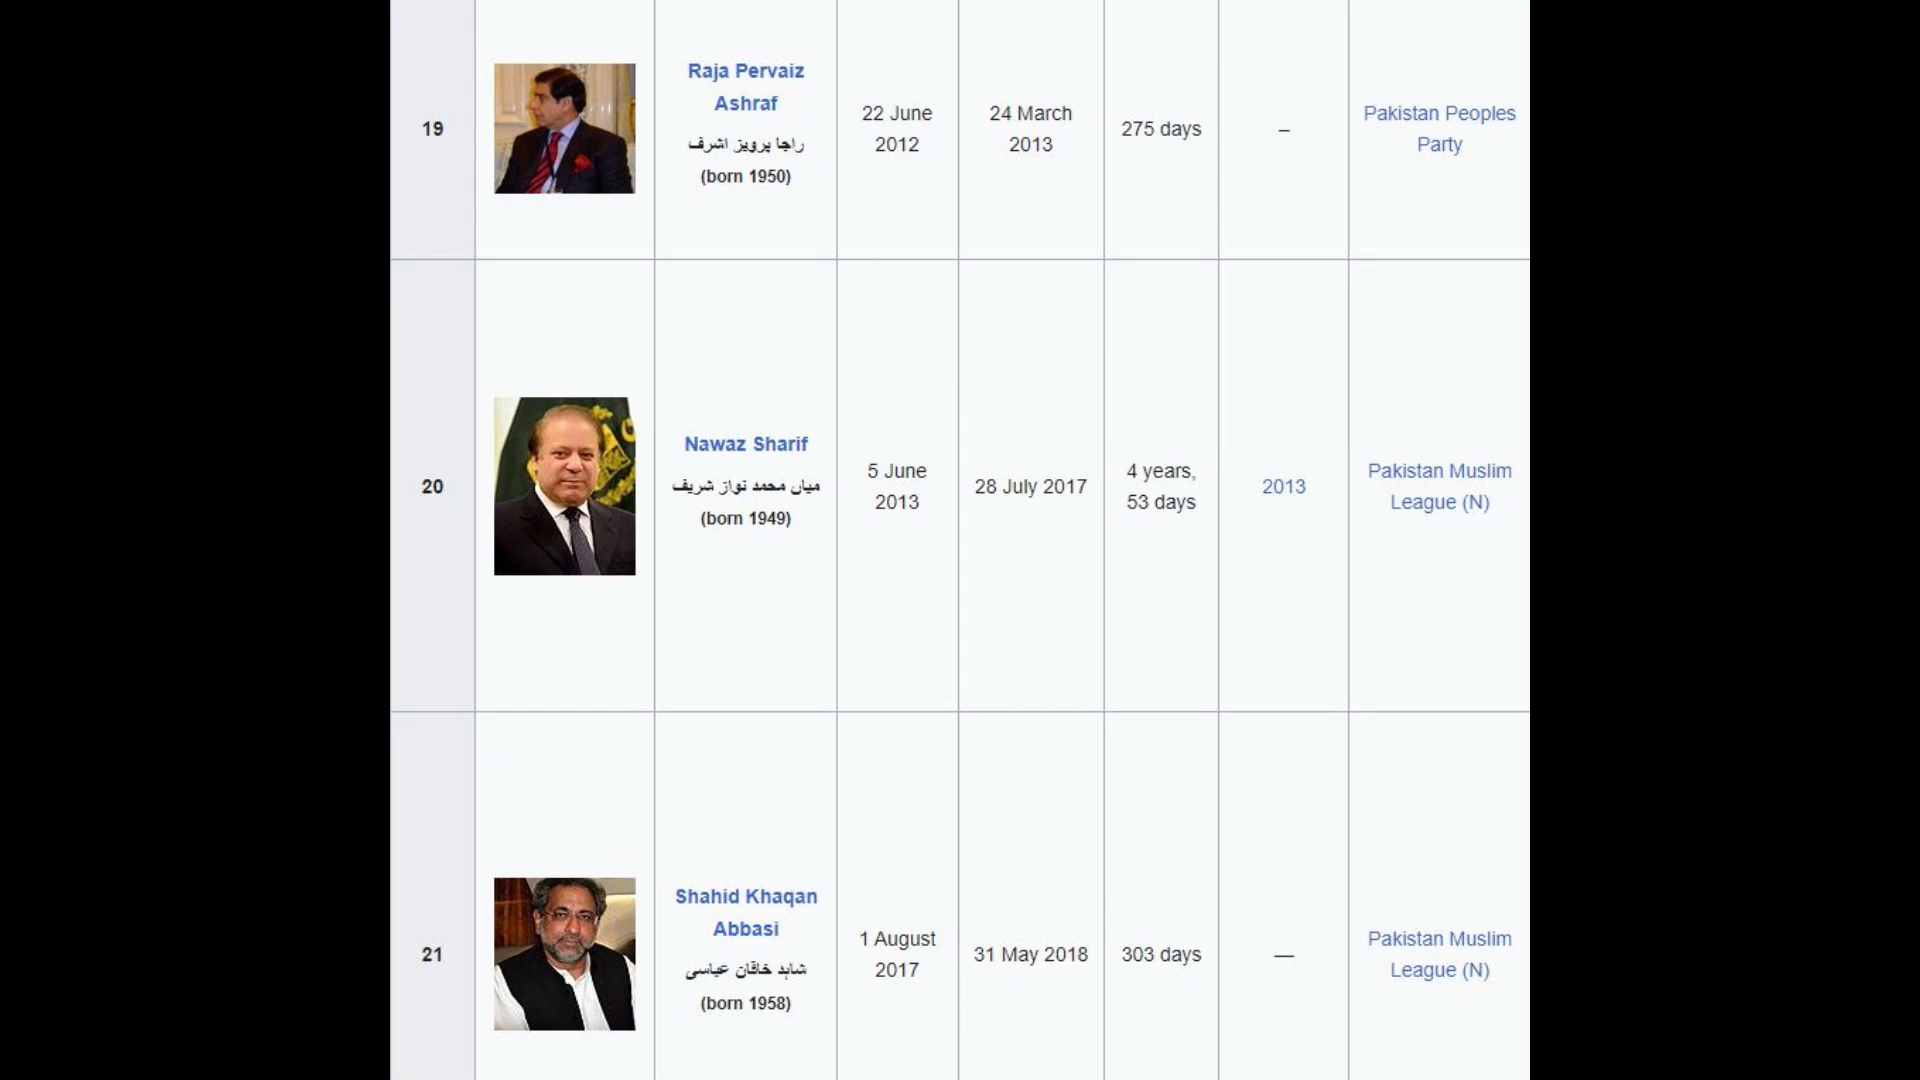 19
Raja Pervaiz
Ashraf
راجا پرویز اشرف
(born 1950)
22 June
2012
24 March
2013
275 days
–
Pakistan Peoples
Party
20
Nawaz Sharif
میاں محمد نواز شریف
(born 1949)
5 June
2013
28 July 2017
4 years,
53 days
2013
Pakistan Muslim
League (N)
21
Shahid Khaqan
Abbasi
شاہد خاقان عباسی
(born 1958)
1 August
2017
31 May 2018
303 days
—
Pakistan Muslim
League (N)